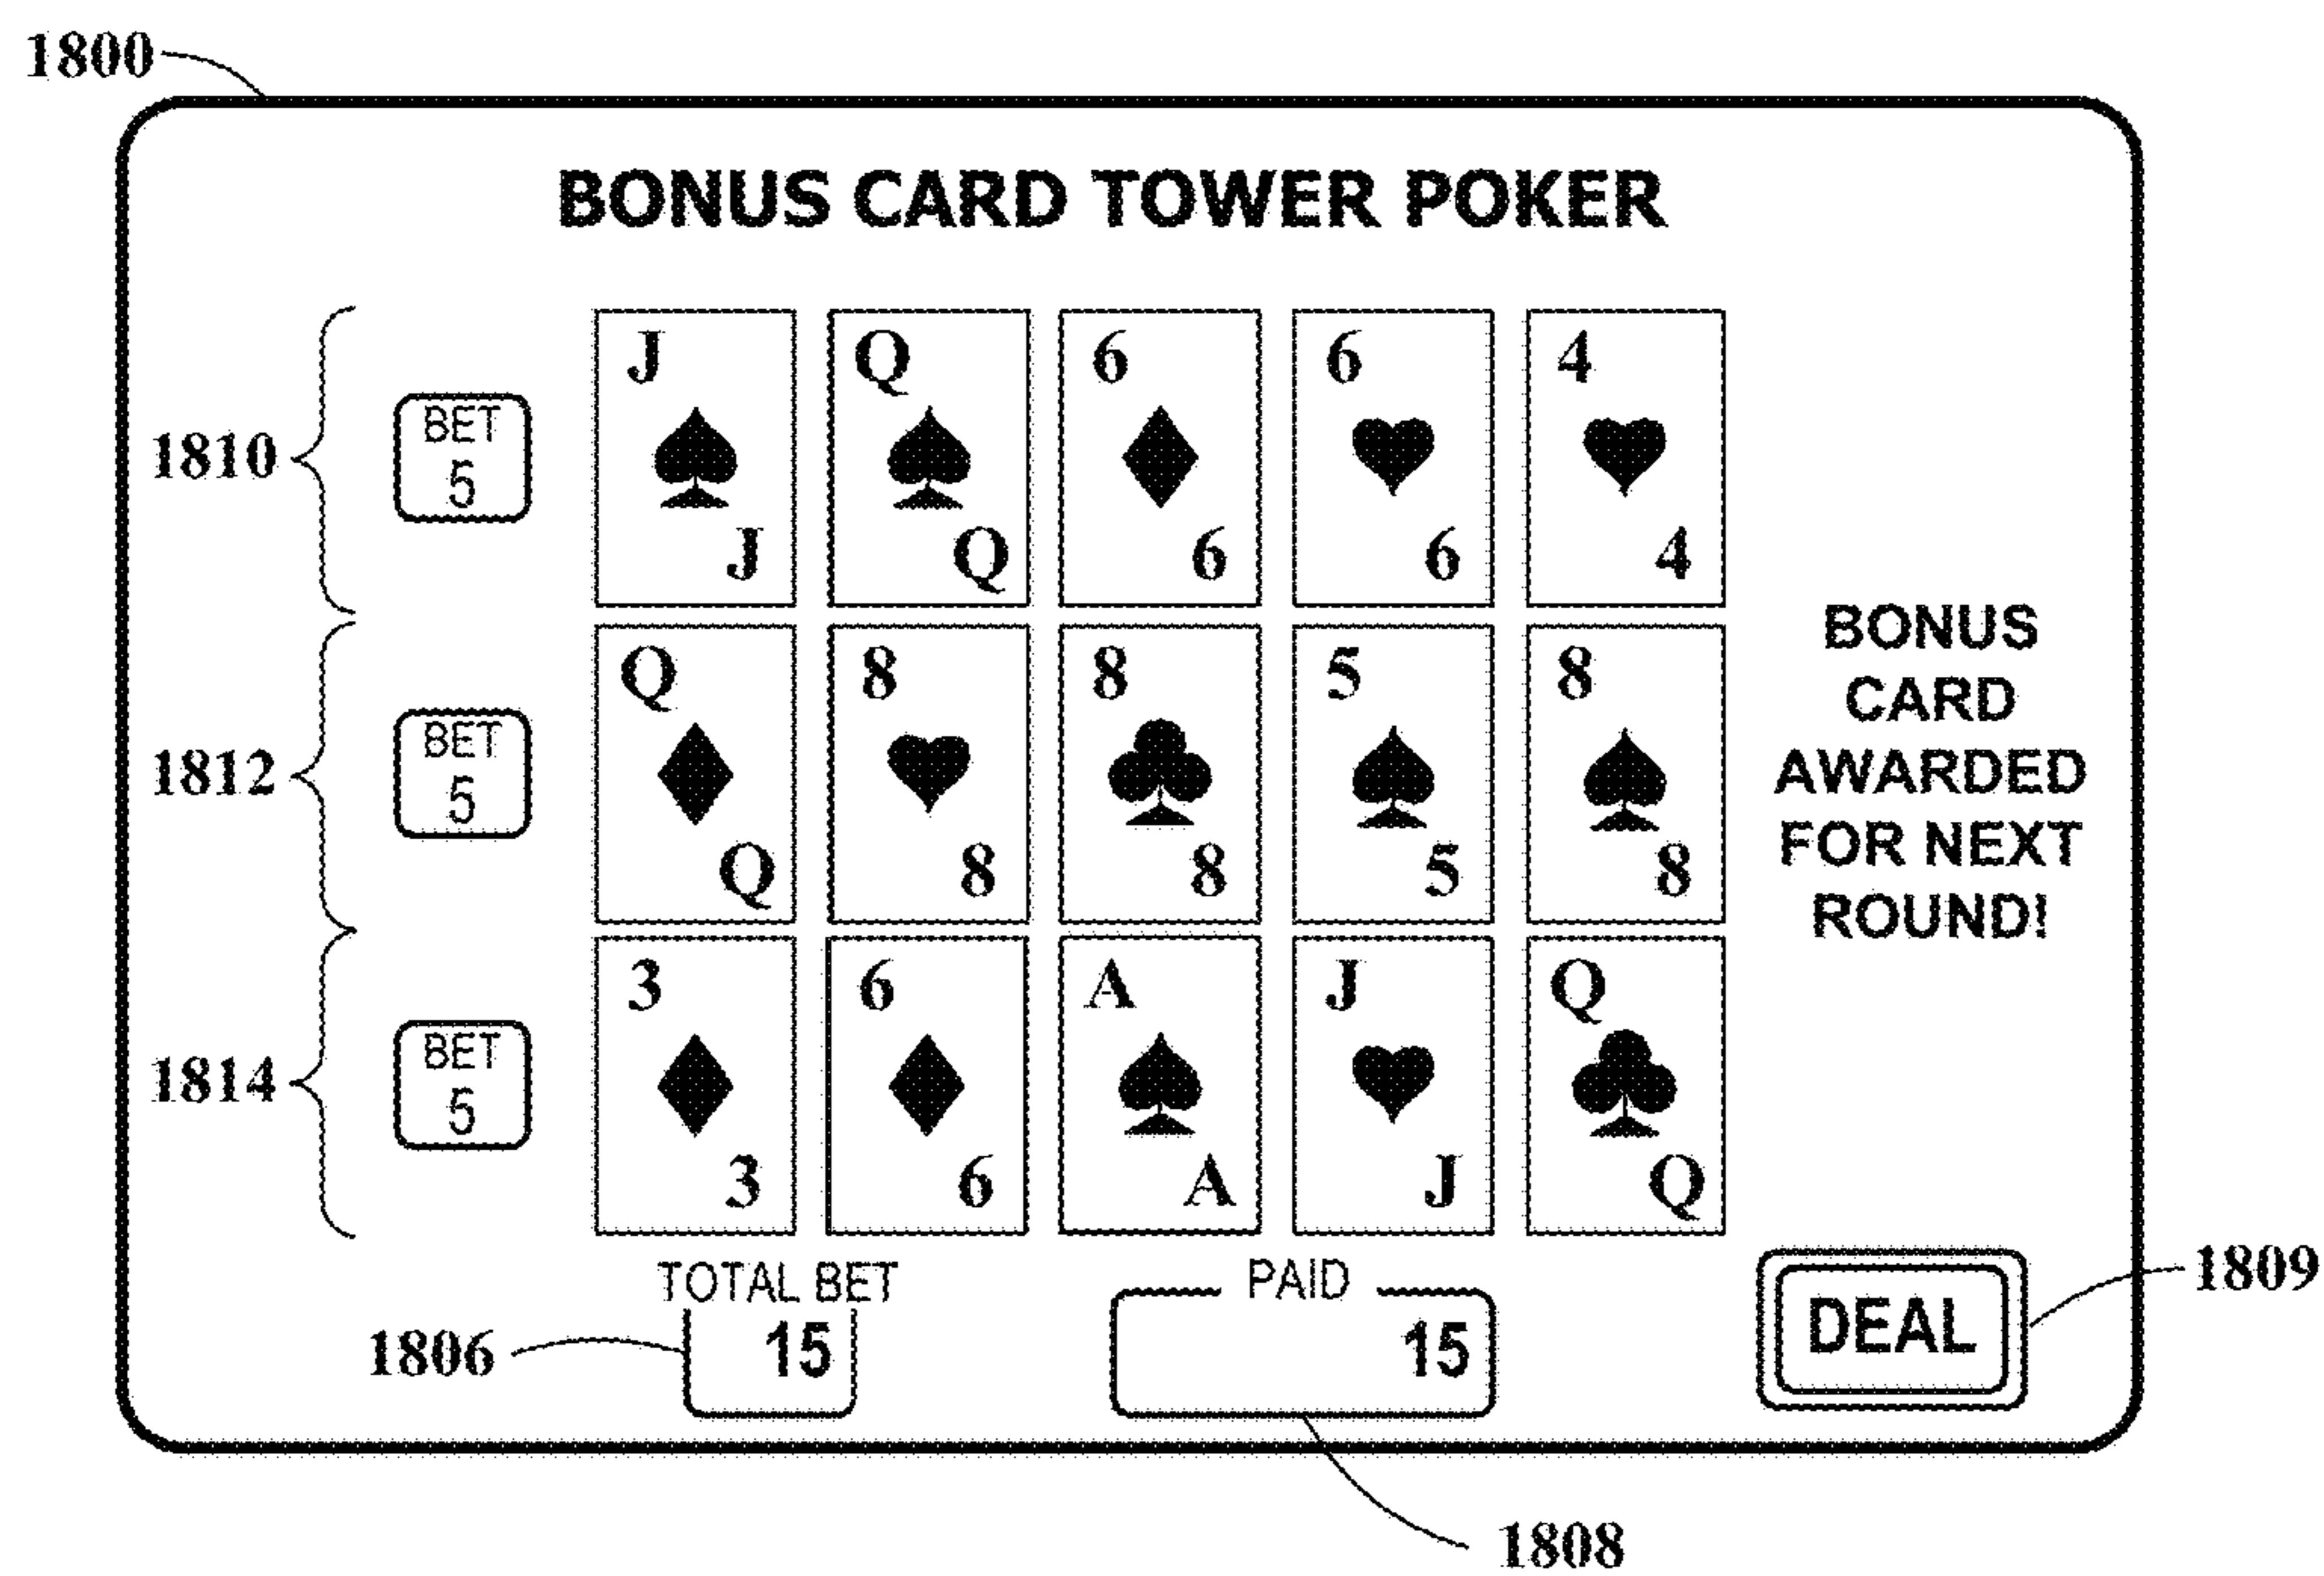 1800
BONUS CARD TOWER POKER
1810
BET
5
J
J
Q
Q
6
6
6
6
4
4
1812
BET
5
Q
Q
8
8
8
8
5
5
8
8
BONUS
CARD
AWARDED
FOR NEXT
ROUND!
1814
BET
5
3
3
6
6
A
A
J
J
Q
Q
TOTAL BET
15
1806
PAID
15
1808
DEAL
1809